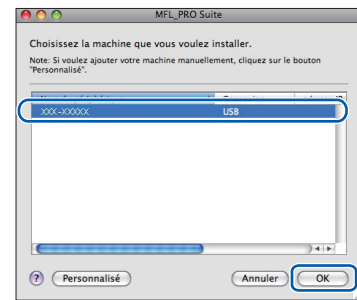 MFL_PRO Suite
Choisissez la machine que vous voulez installer.
Note: Si voulez ajouter votre machine manuellement, cliquez sur le bouton
"Personnalisé".
XXX-XXXXX USB
? Personnalisé Annuler OK